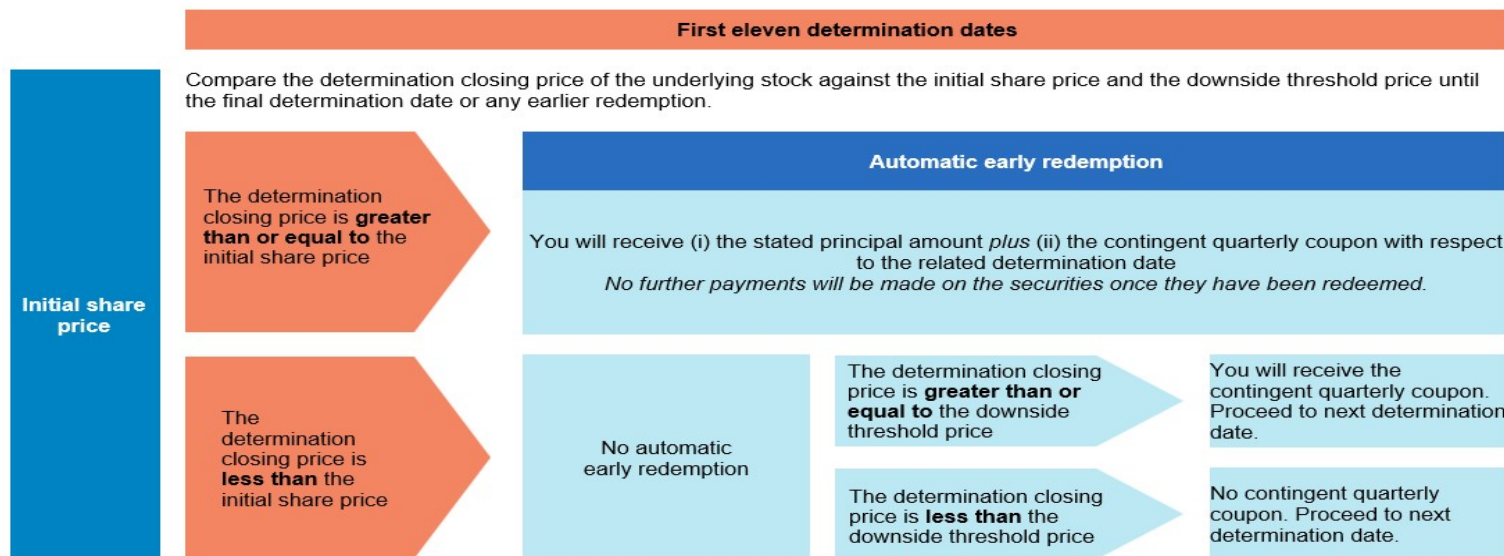 First eleven determination dates
Compare the determination closing price of the underlying stock against the initial share price and the downside threshold price until
the final determination date or any earlier redemption.
Initial share
price
The determination
closing price is greater
than or equal to the
initial share price
Automatic early redemption
You will receive (i) the stated principal amount plus (ii) the contingent quarterly coupon with respect
to the related determination date
No further payments will be made on the securities once they have been redeemed.
The
determination
closing price is
less than the
initial share price
No automatic
early redemption
The determination closing
price is greater than or
equal to the downside
threshold price
You will receive the
contingent quarterly coupon.
Proceed to next determination
date.
The determination closing
price is less than the
downside threshold price
No contingent quarterly
coupon. Proceed to next
determination date.